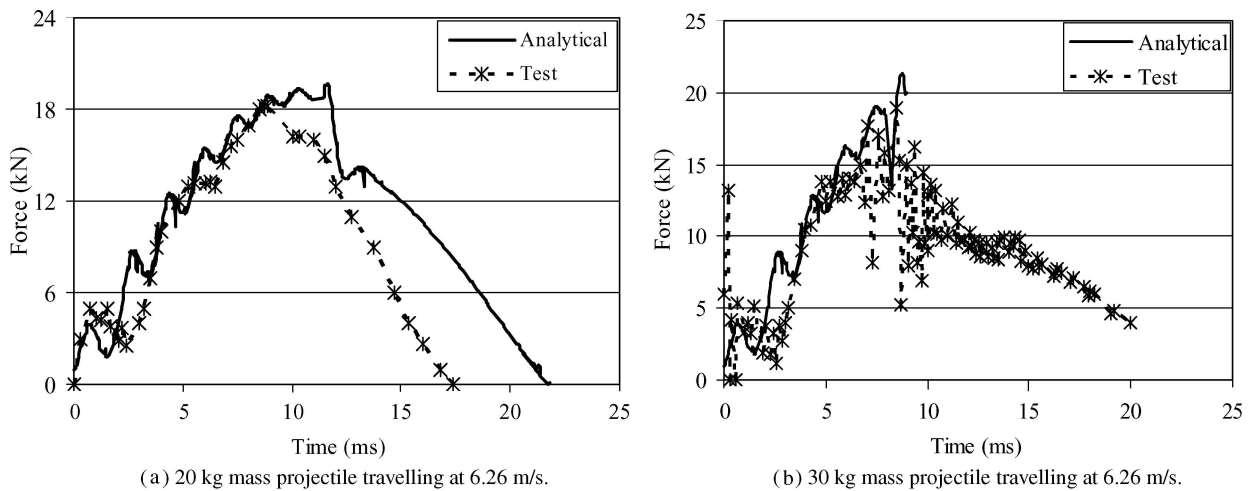 24
18
12
6
0
Force (kN)
Analytical
Test
0 5 10 15 20 25
Time (ms)
(a) 20 kg mass projectile travelling at 6.26 m/s.
25
20
15
10
5
0
Force (kN)
Analytical
Test
0 5 10 15 20 25
Time (ms)
(b) 30 kg mass projectile travelling at 6.26 m/s.